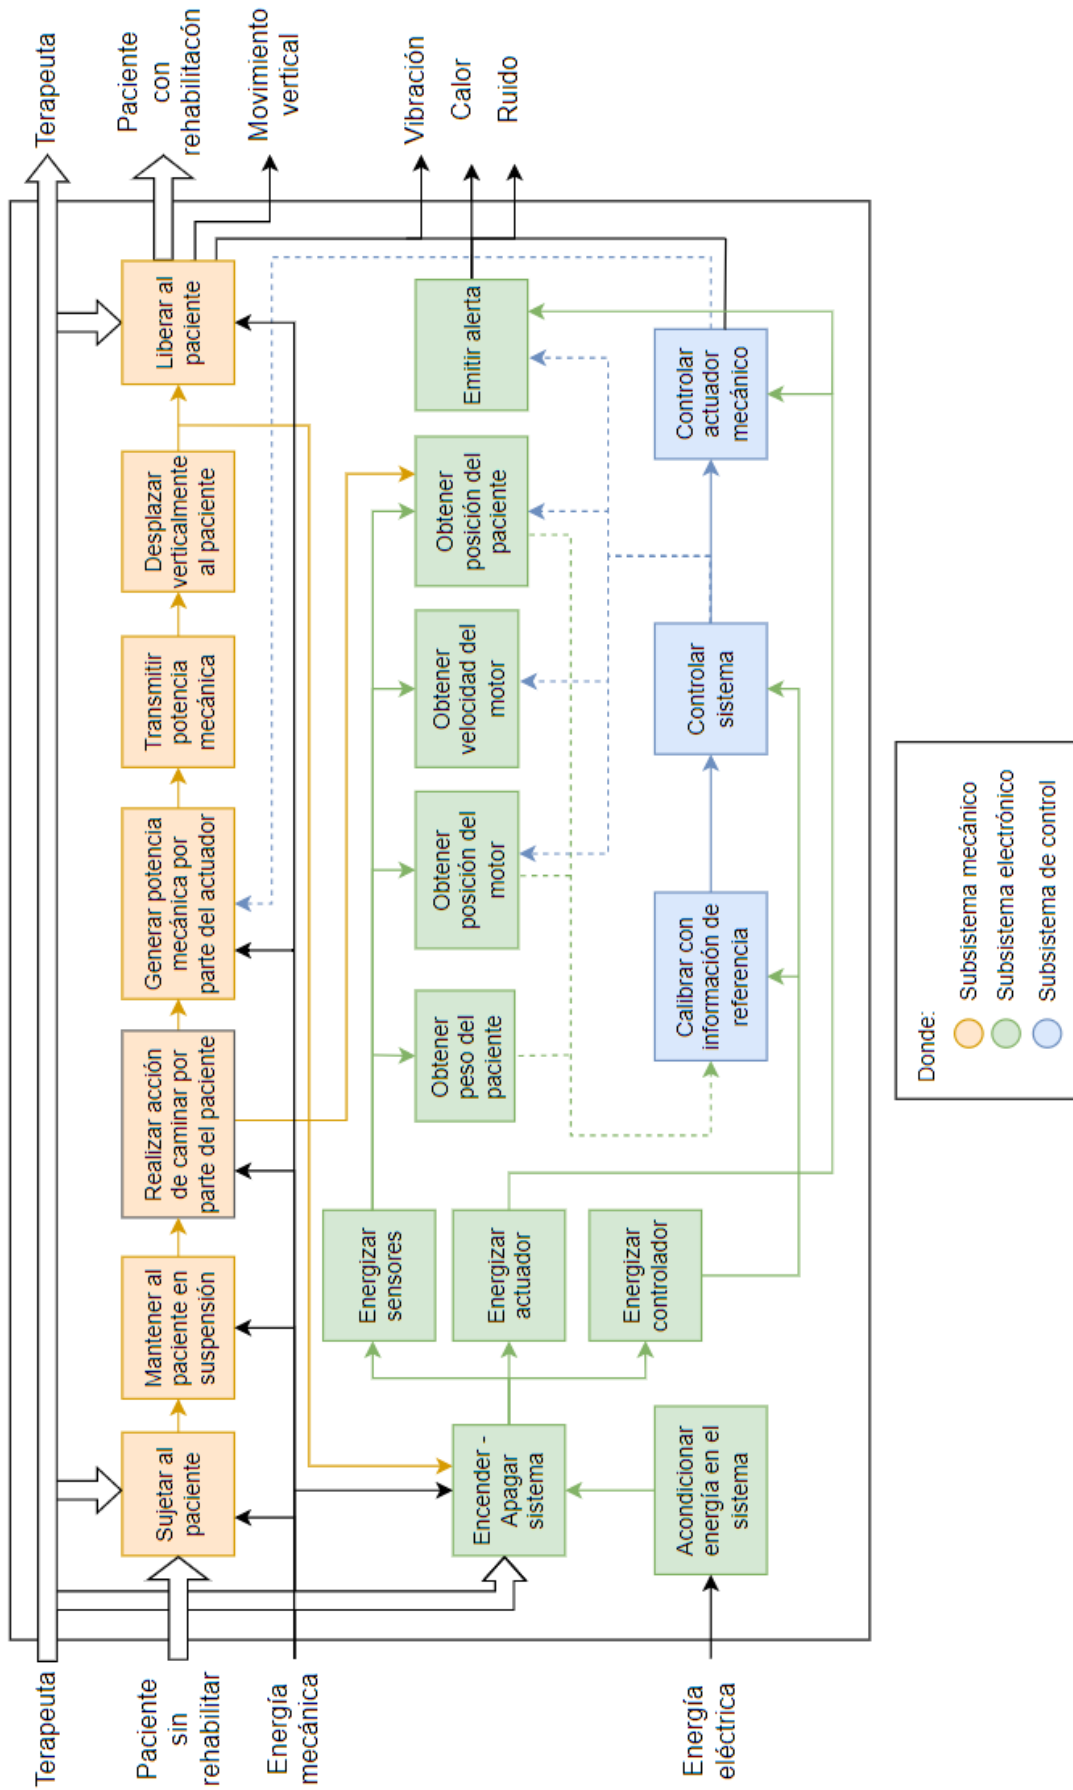 Terapeuta
Paciente
sin
rehabilitar
Energía
mecánica
Energía
eléctrica
Sujetar al
paciente
Mantener al
paciente en
suspensión
Realizar acción
de caminar por
parte del paciente
Generar potencia
mecánica por
parte del actuador
Transmitir
potencia
mecánica
Desplazar
verticalmente
al paciente
Liberar al
paciente
Encender -
Apagar
sistema
Acondicionar
energía en el
sistema
Energizar
sensores
Energizar
actuador
Energizar
controlador
Obtener
peso del
paciente
Obtener
posición del
motor
Obtener
velocidad del
motor
Obtener
posición del
paciente
Emitir alerta
Calibrar con
información de
referencia
Controlar
sistema
Controlar
actuador
mecánico
Terapeuta
Paciente
con
rehabilitacón
Movimiento
vertical
Vibración
Calor
Ruido
Donde:
Subsistema mecánico
Subsistema electrónico
Subsistema de control